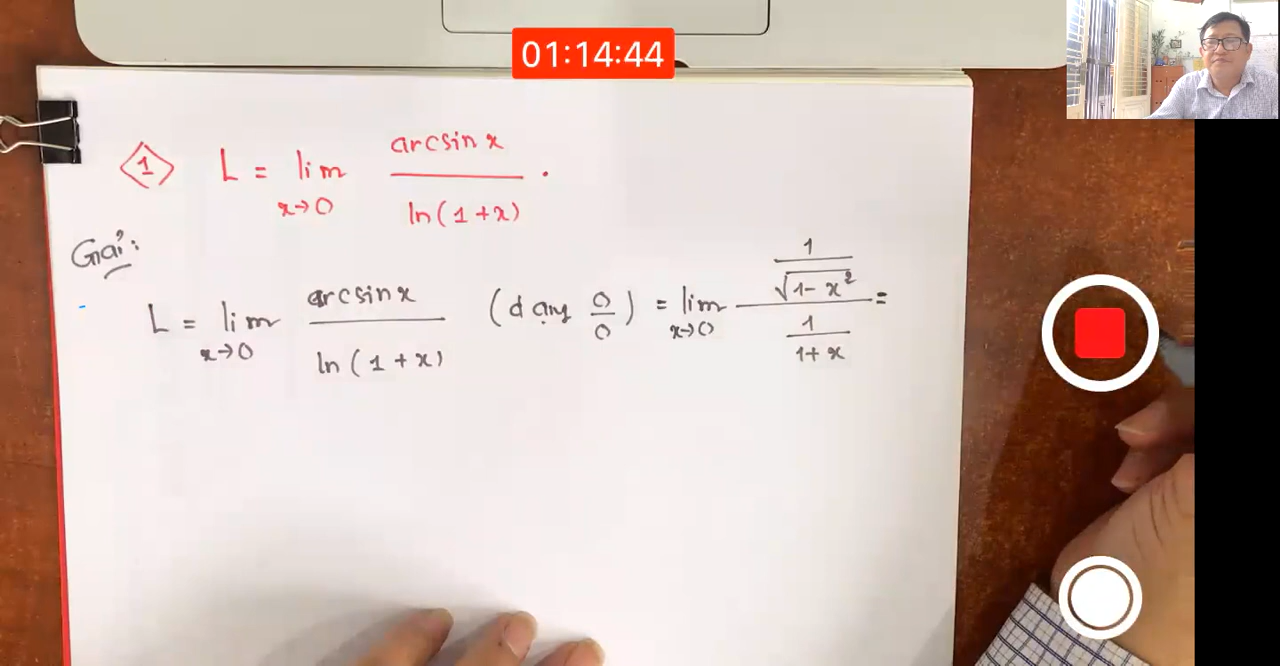 01:14:44
1 L = lim x→0 arcsin x / ln(1+x) .
Giải:
L = lim x→0 arcsin x / ln(1+x) (dạng 0/0) = lim x→0 (1/√(1-x²)) / (1/(1+x)) =